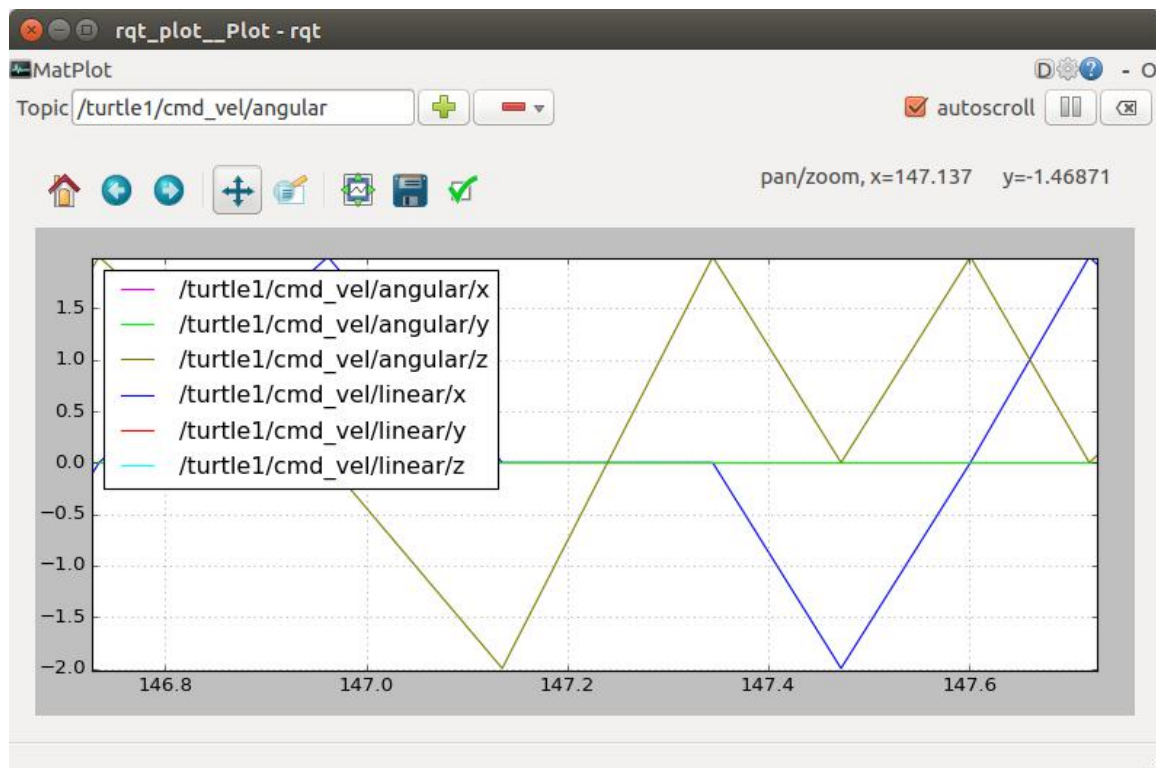 rqt_plot__Plot - rqt
MatPlot
D
?
- O
Topic /turtle1/cmd_vel/angular
autoscroll
pan/zoom, x=147.137 y=-1.46871
/turtle1/cmd_vel/angular/x
/turtle1/cmd_vel/angular/y
/turtle1/cmd_vel/angular/z
/turtle1/cmd_vel/linear/x
/turtle1/cmd_vel/linear/y
/turtle1/cmd_vel/linear/z
1.5
1.0
0.5
0.0
−0.5
−1.0
−1.5
−2.0
146.8 147.0 147.2 147.4 147.6